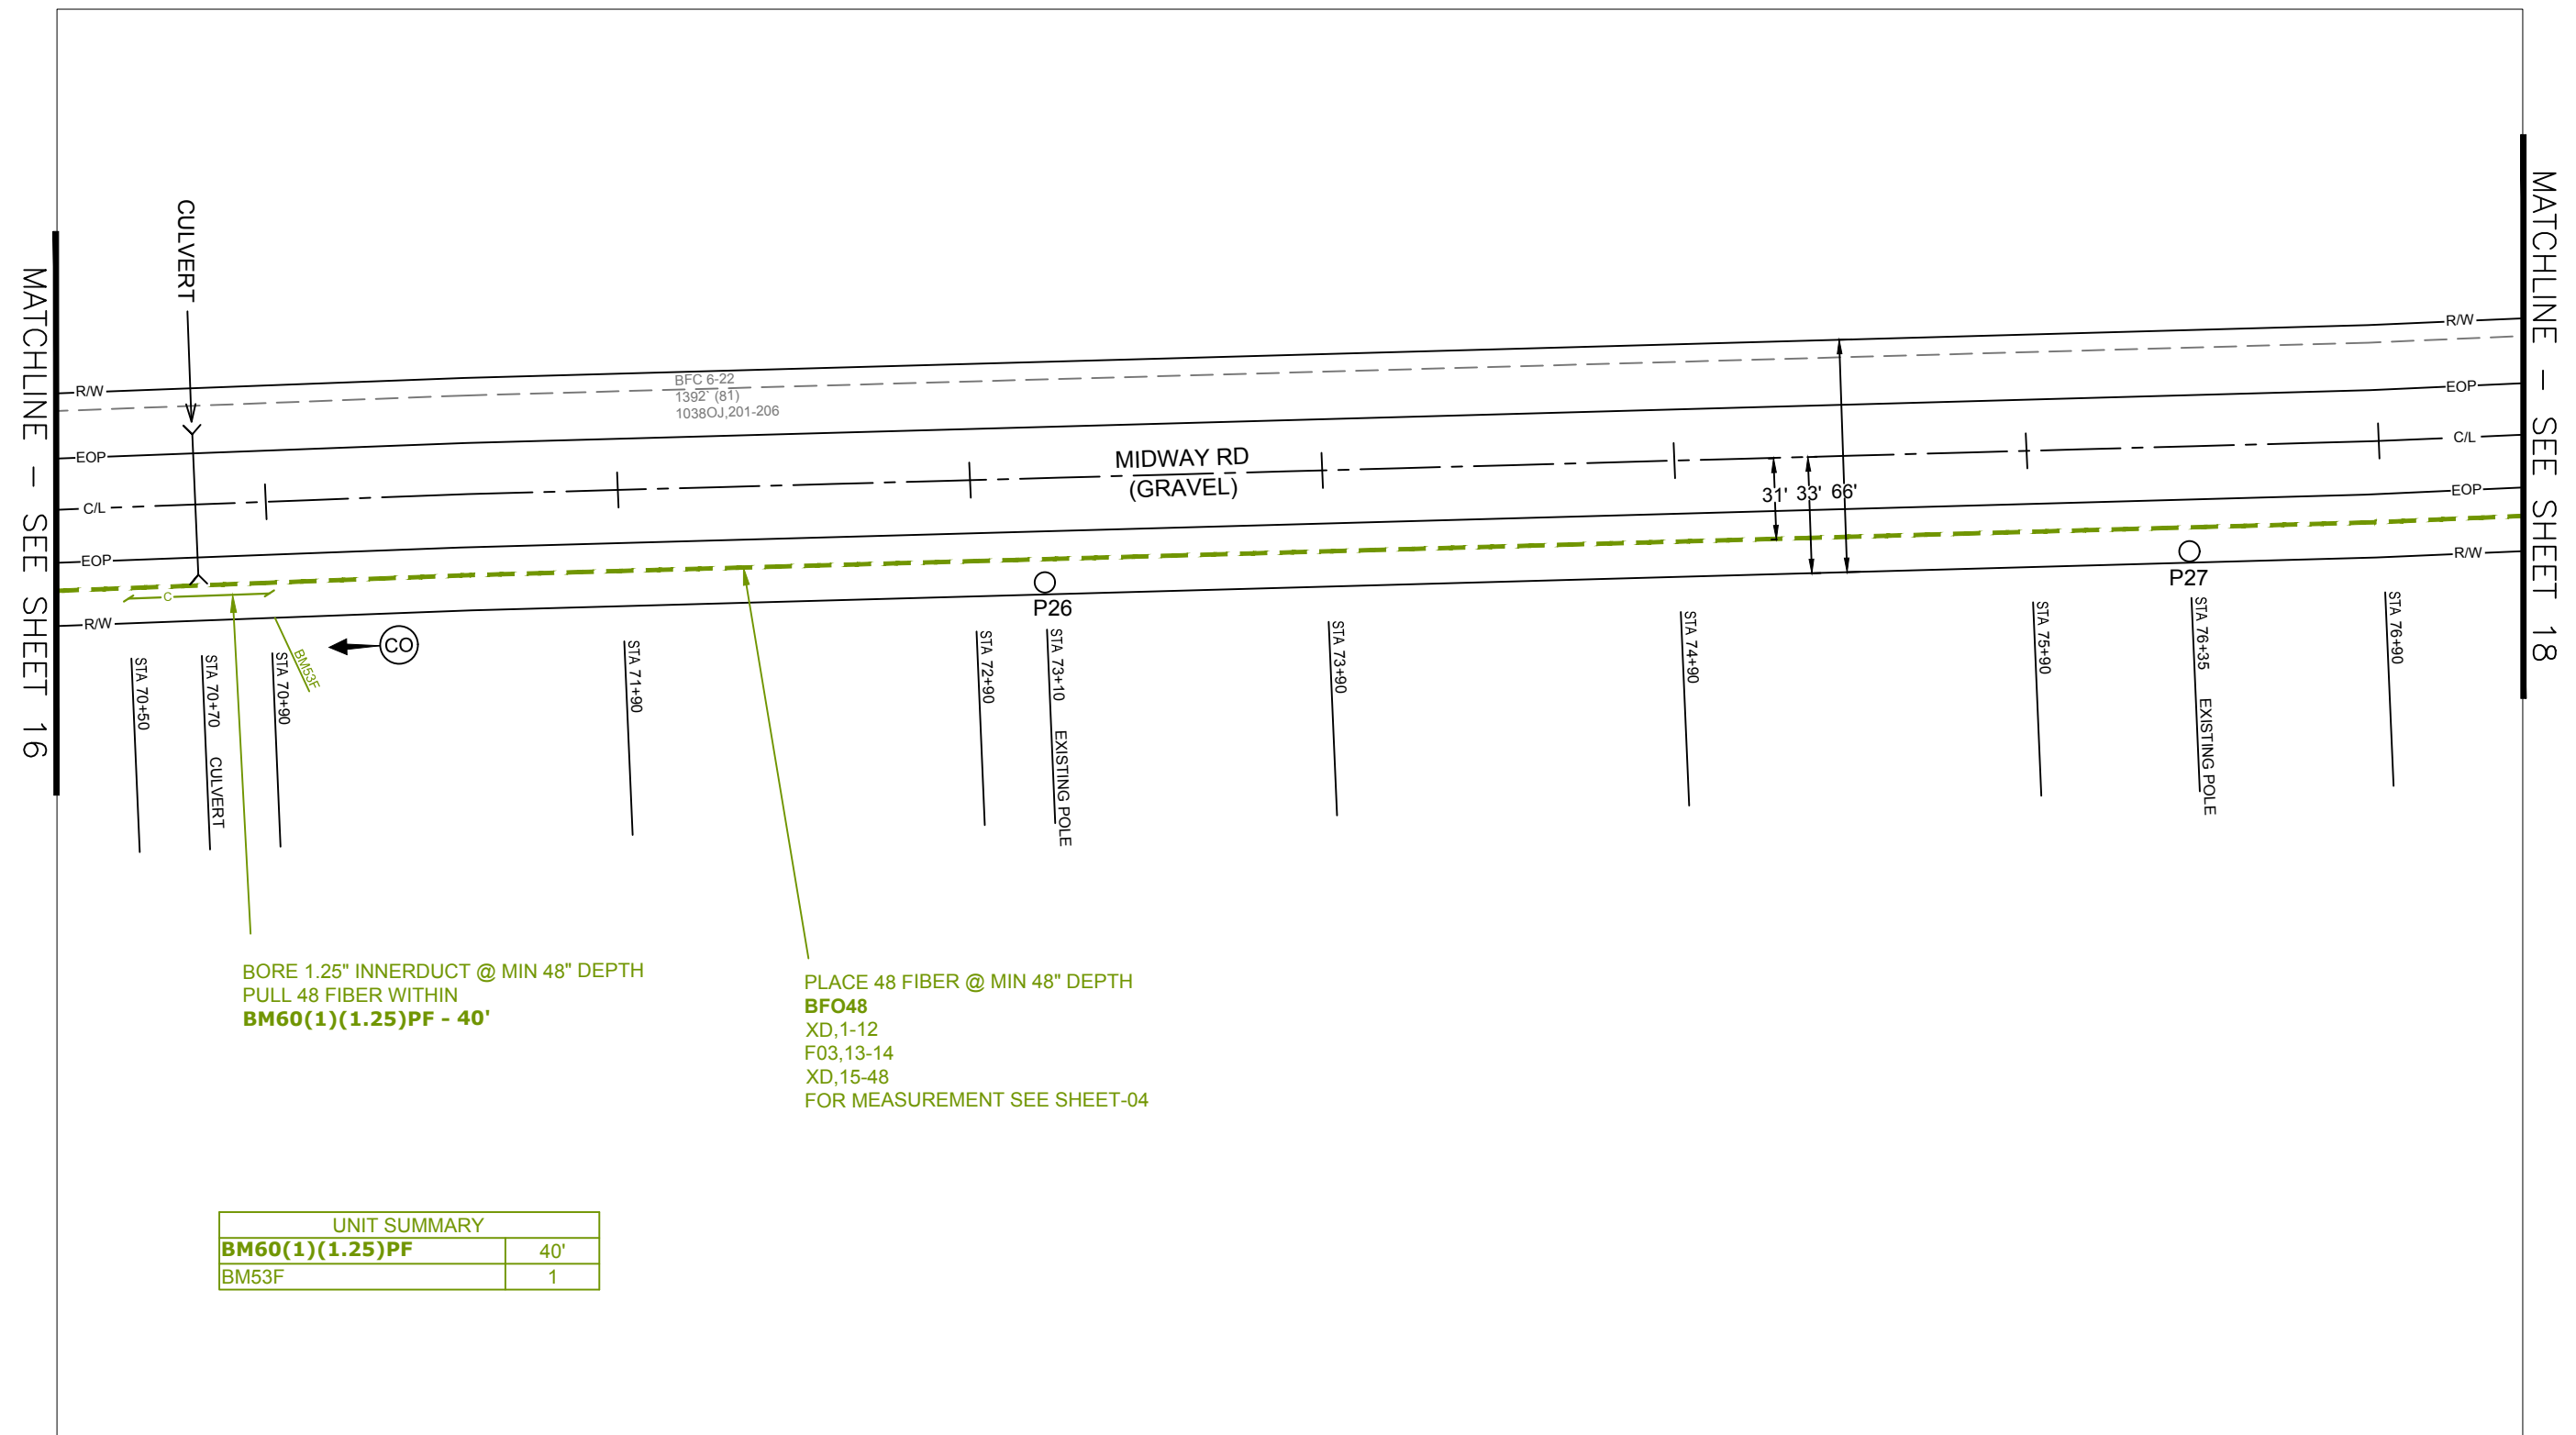 MATCHLINE – SEE SHEET 16
MATCHLINE – SEE SHEET 18
CULVERT
R/W
R/W
BFC 6-22
1392` (81)
1038OJ,201-206
EOP
EOP
C/L
C/L
MIDWAY RD
(GRAVEL)
31'
33'
66'
EOP
EOP
C
R/W
R/W
P26
P27
CO
BM53F
STA 70+50
STA 70+70 CULVERT
STA 70+90
STA 71+90
STA 72+90
STA 73+10 EXISTING POLE
STA 73+90
STA 74+90
STA 75+90
STA 76+35 EXISTING POLE
STA 76+90
BORE 1.25" INNERDUCT @ MIN 48" DEPTH
PULL 48 FIBER WITHIN
BM60(1)(1.25)PF - 40'
PLACE 48 FIBER @ MIN 48" DEPTH
BFO48
XD,1-12
F03,13-14
XD,15-48
FOR MEASUREMENT SEE SHEET-04
UNIT SUMMARY
BM60(1)(1.25)PF 40'
BM53F 1